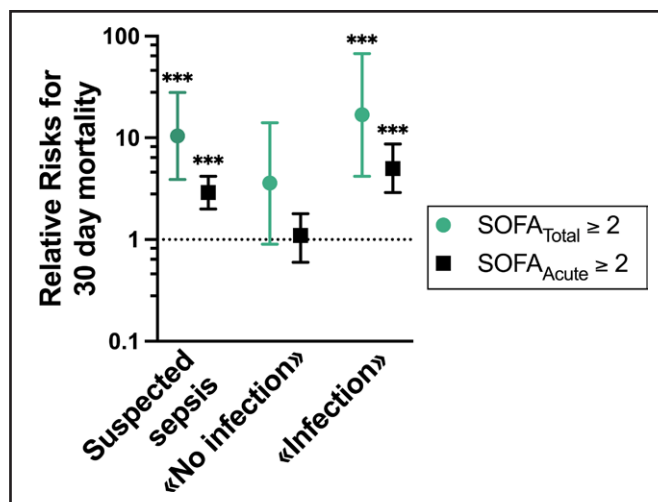 Relative Risks for
30 day mortality
100
10
1
0.1
***
***
***
***
Suspected
sepsis
«No infection»
«Infection»
SOFATotal ≥ 2
SOFAAcute ≥ 2